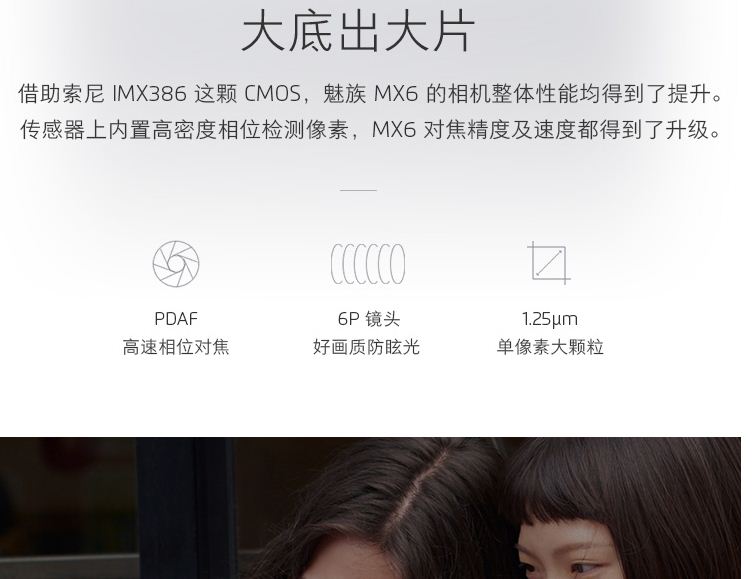 大底出大片
借助索尼 IMX386 这颗 CMOS，魅族 MX6 的相机整体性能均得到了提升。
传感器上内置高密度相位检测像素，MX6 对焦精度及速度都得到了升级。
PDAF
高速相位对焦
6P 镜头
好画质防眩光
1.25μm
单像素大颗粒